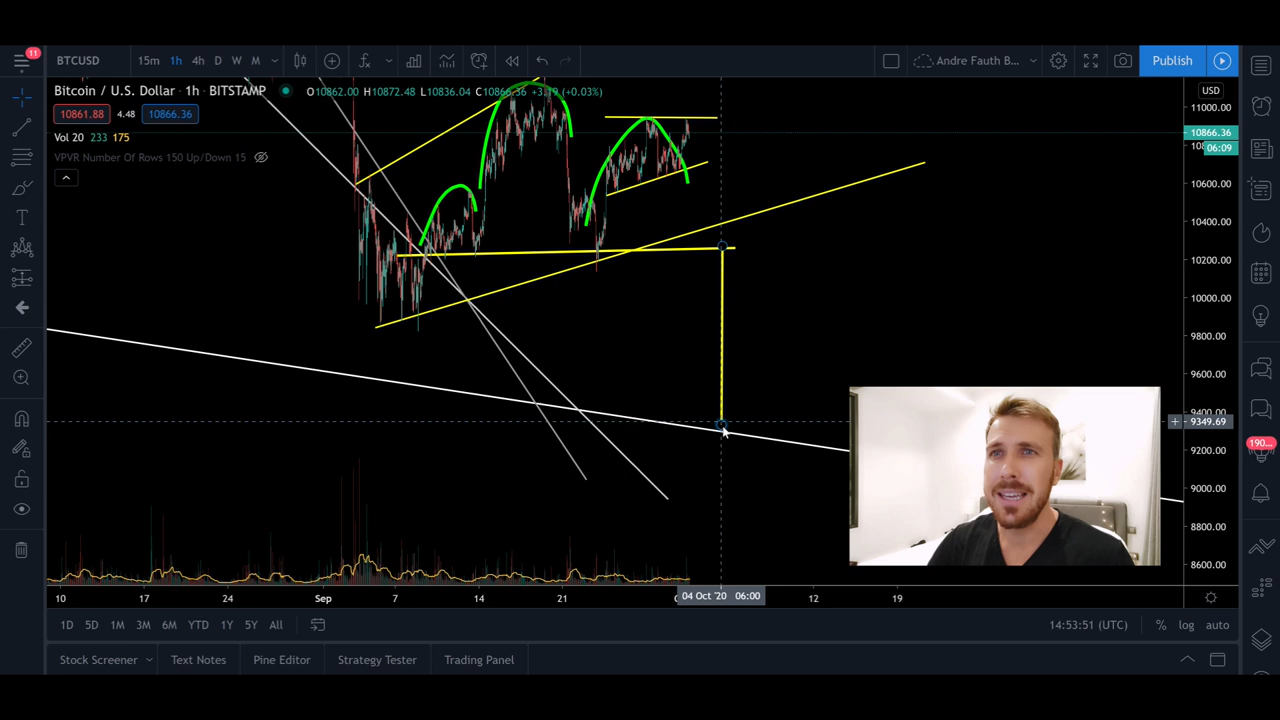 11
BTCUSD
15m 1h 4h D W M
Andre Fauth B...
Publish
Bitcoin / U.S. Dollar · 1h · BITSTAMP
O10862.00 H10872.48 L10836.04 C10866.36 +3.19 (+0.03%)
USD
11000.00
10861.88 4.48 10866.36
10866.36
06:09
Vol 20 233 175
VPVR Number Of Rows 150 Up/Down 15
10600.00
10400.00
10200.00
10000.00
9800.00
9600.00
9400.00
9349.69
190...
9200.00
9000.00
8800.00
8600.00
10 17 24 Sep 7 14 21 04 Oct '20 06:00 12 19
1D 5D 1M 3M 6M YTD 1Y 5Y All
14:53:51 (UTC) % log auto
Stock Screener Text Notes Pine Editor Strategy Tester Trading Panel